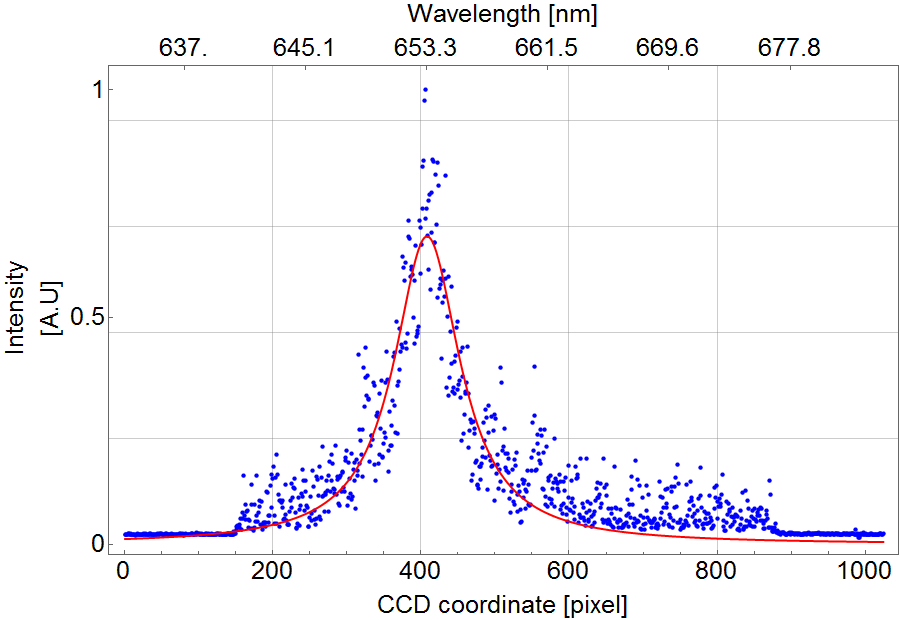 Wavelength [nm]
637. 645.1 653.3 661.5 669.6 677.8
1
0.5
0
Intensity
[A.U]
0 200 400 600 800 1000
CCD coordinate [pixel]